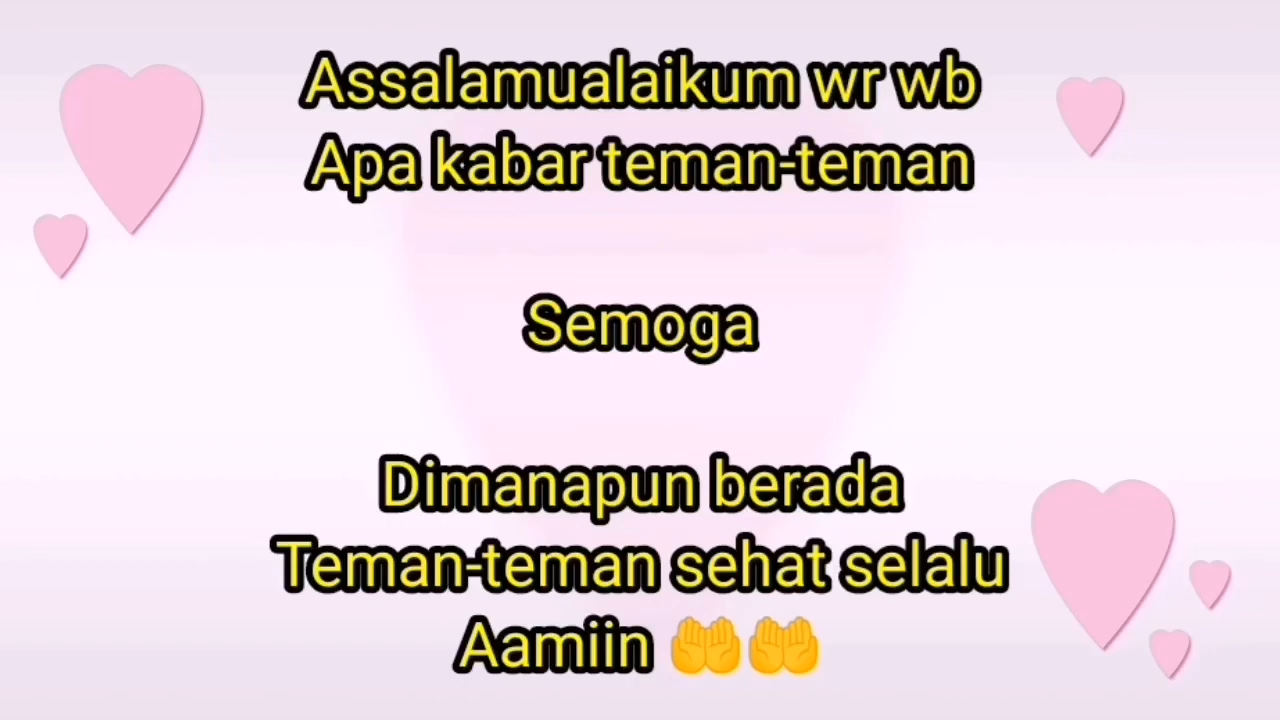 Assalamualaikum wr wb
Apa kabar teman-teman
Semoga
Dimanapun berada
Teman-teman sehat selalu
Aamiin 🤲🤲